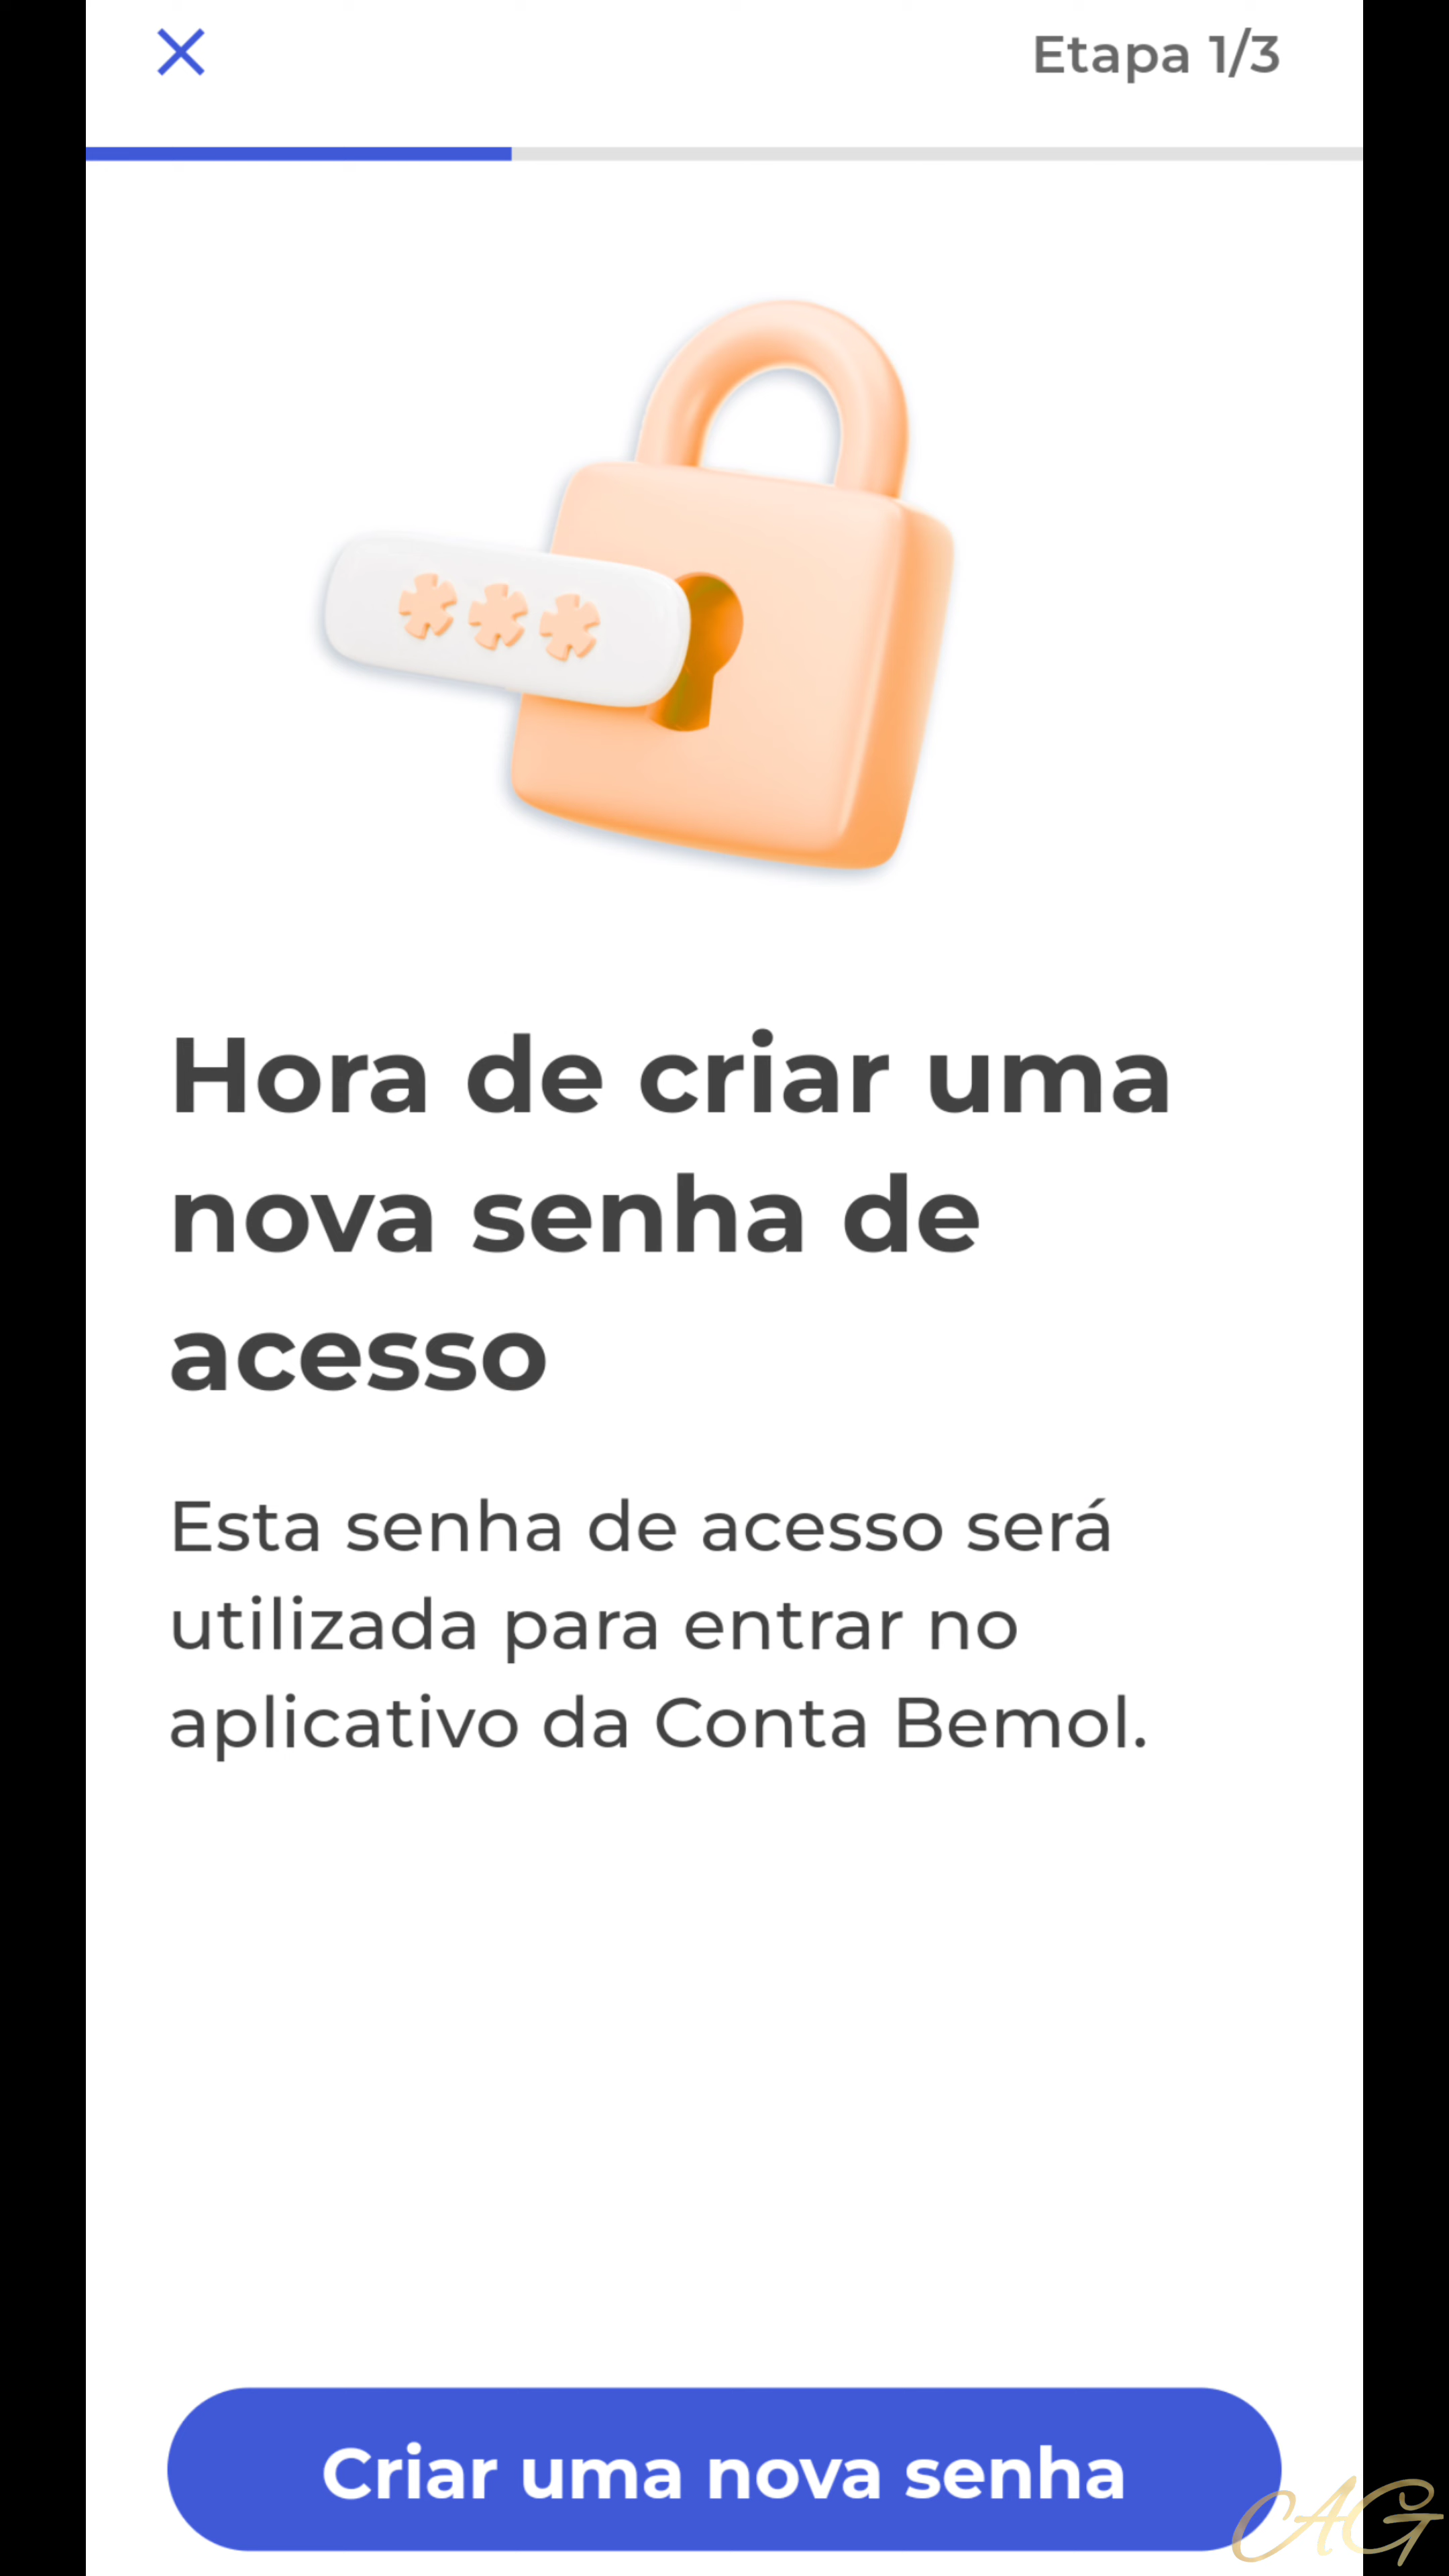 Etapa 1/3
Hora de criar uma
nova senha de
acesso
Esta senha de acesso será
utilizada para entrar no
aplicativo da Conta Bemol.
Criar uma nova senha
CAG